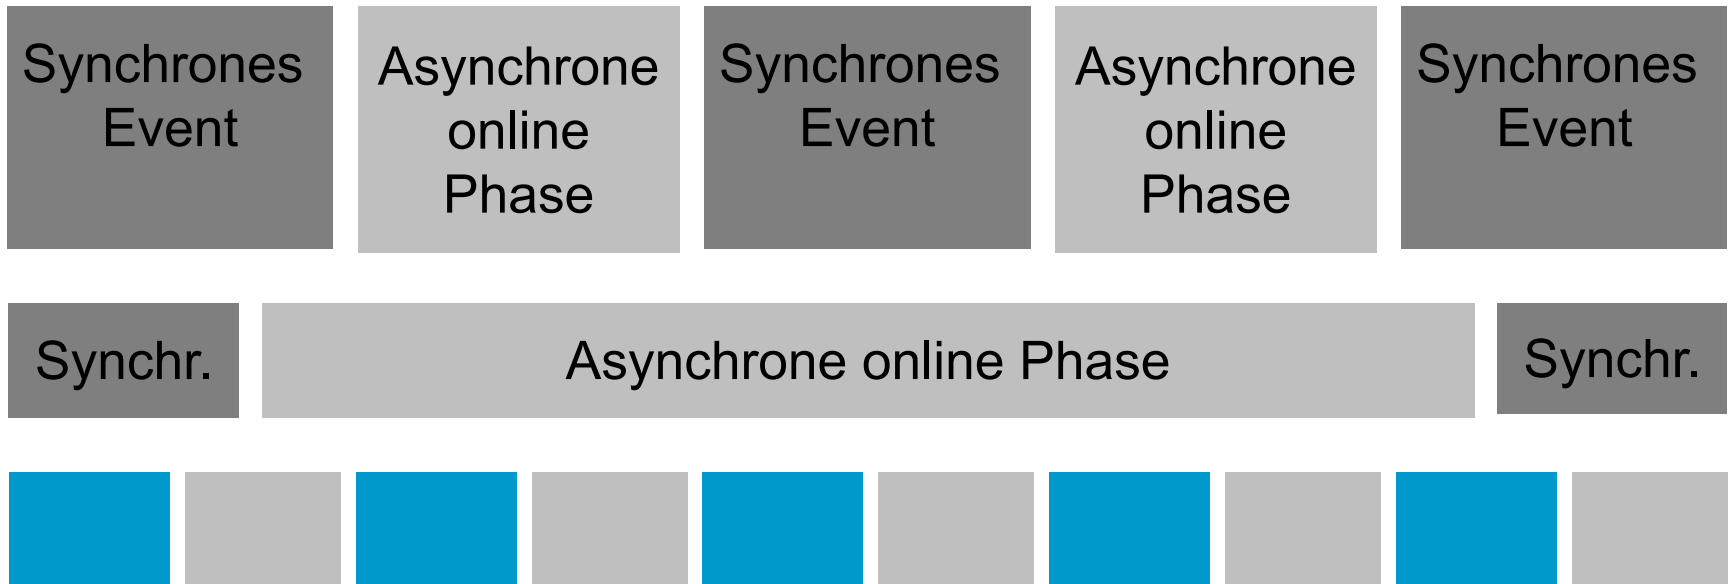 Synchrones
Event
Asynchrone
online
Phase
Synchrones
Event
Asynchrone
online
Phase
Synchrones
Event
Synchr.
Asynchrone online Phase
Synchr.